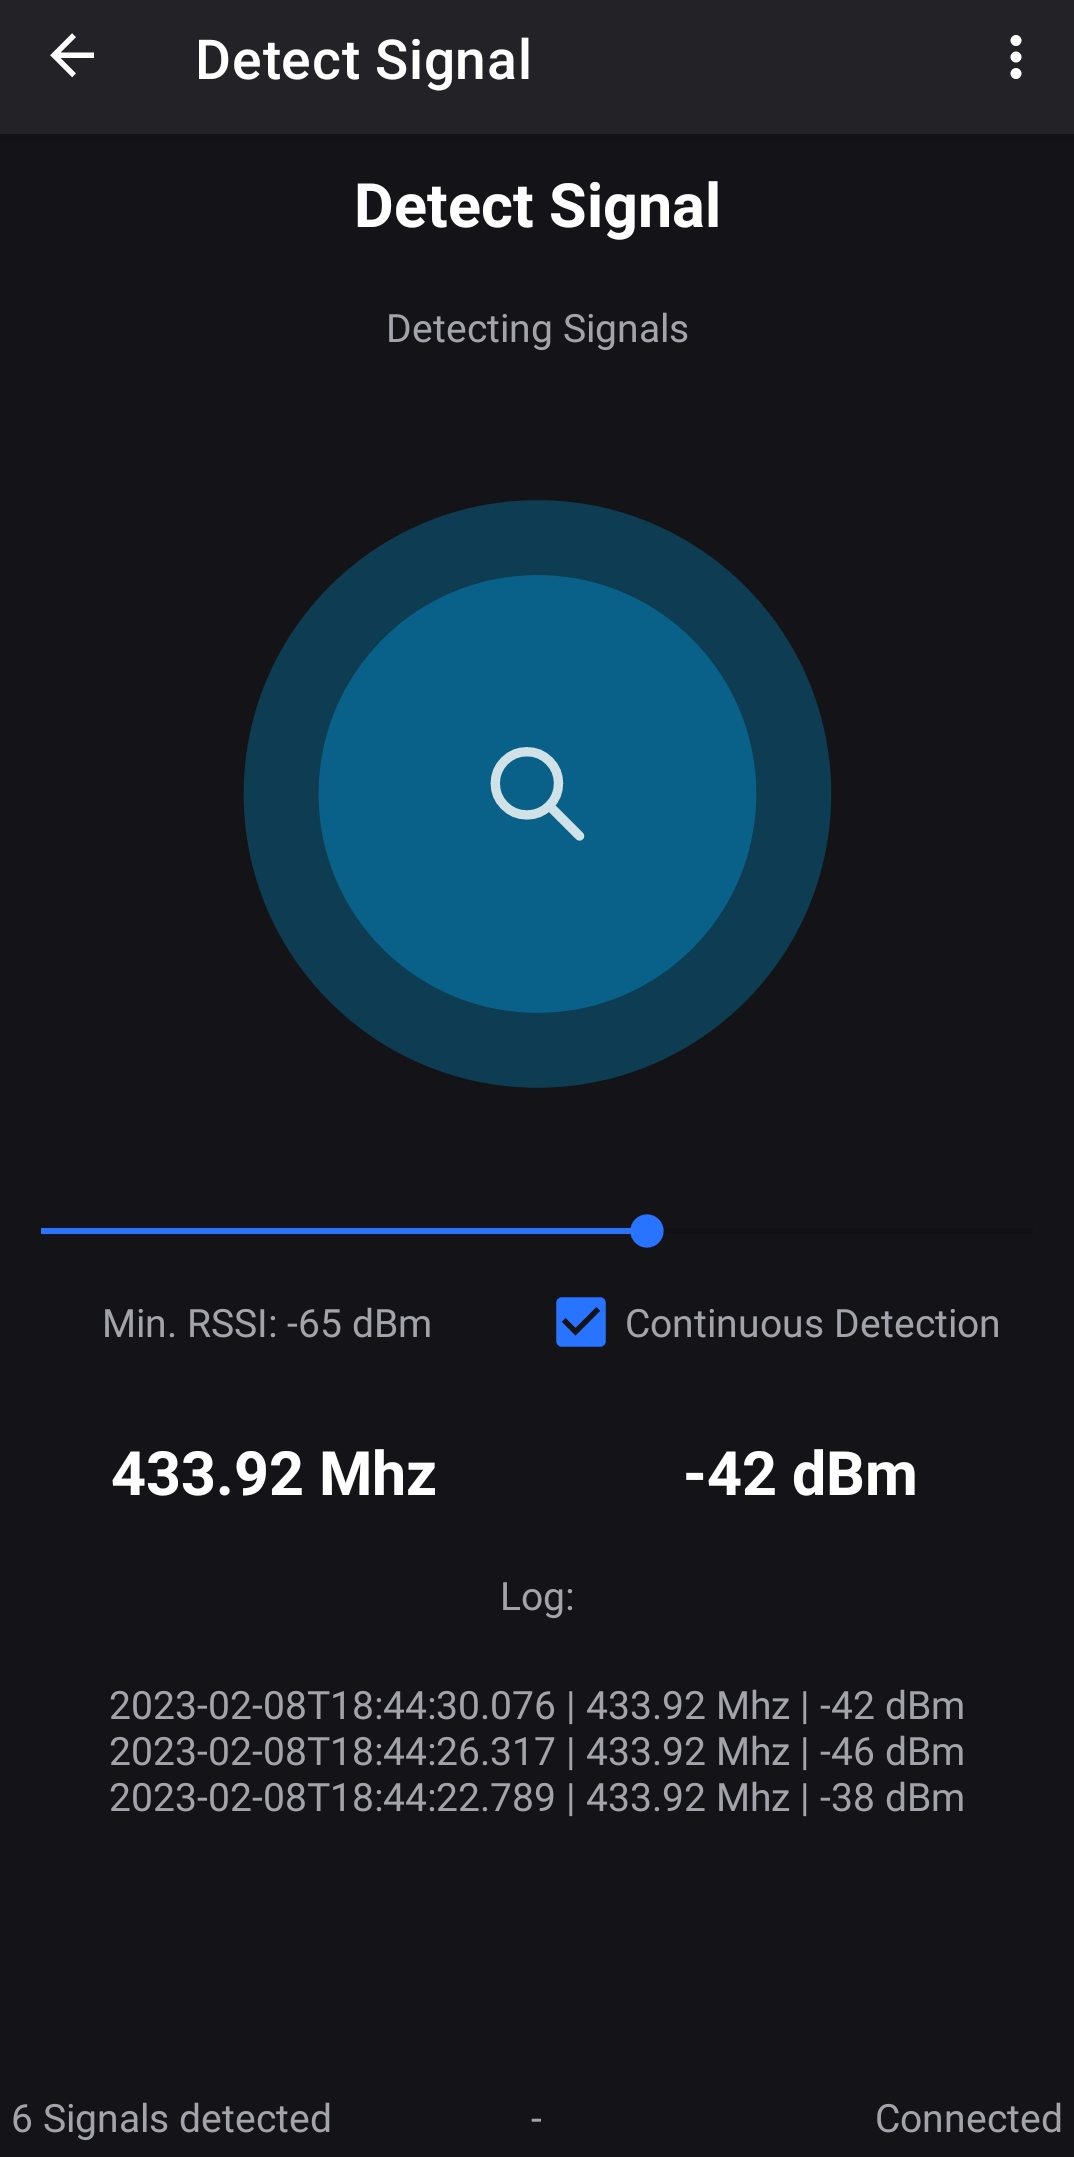 Detect Signal
Detect Signal
Detecting Signals
Min. RSSI: -65 dBm
Continuous Detection
433.92 Mhz
-42 dBm
Log:
2023-02-08T18:44:30.076 | 433.92 Mhz | -42 dBm
2023-02-08T18:44:26.317 | 433.92 Mhz | -46 dBm
2023-02-08T18:44:22.789 | 433.92 Mhz | -38 dBm
6 Signals detected - Connected